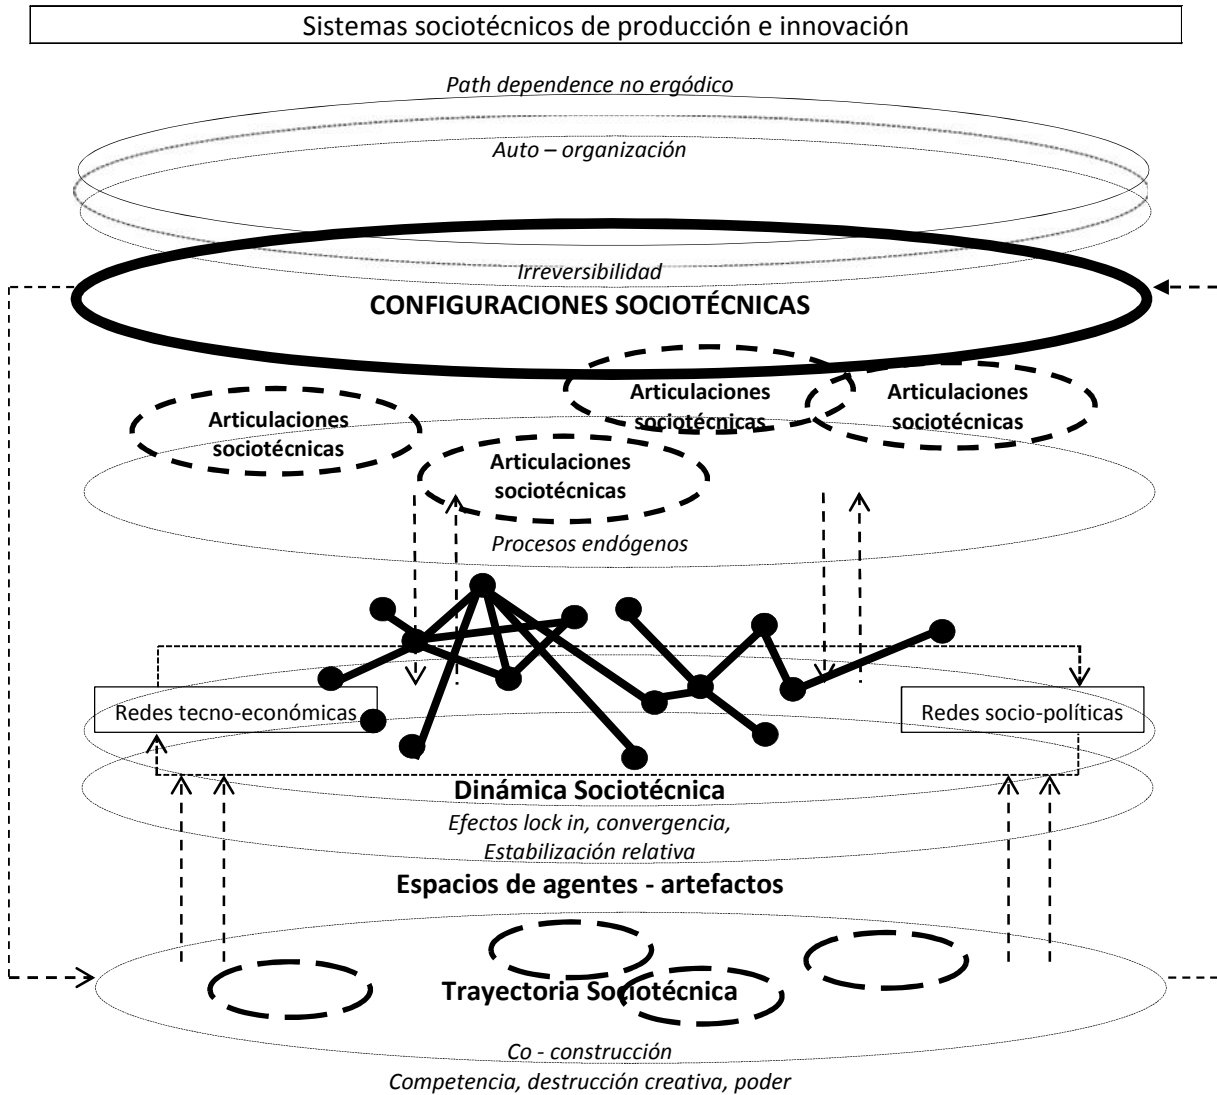 Sistemas sociotécnicos de producción e innovación
Path dependence no ergódico
Auto – organización
Irreversibilidad
CONFIGURACIONES SOCIOTÉCNICAS
Articulaciones
sociotécnicas
Articulaciones
sociotécnicas
Articulaciones
sociotécnicas
Articulaciones
sociotécnicas
Procesos endógenos
Redes tecno-económicas
Redes socio-políticas
Dinámica Sociotécnica
Efectos lock in, convergencia,
Estabilización relativa
Espacios de agentes - artefactos
Trayectoria Sociotécnica
Co - construcción
Competencia, destrucción creativa, poder